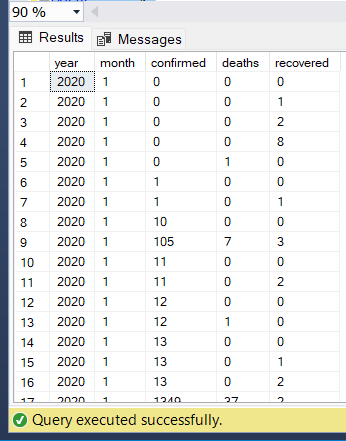 90 %
Results Messages
year month confirmed deaths recovered
1 2020 1 0 0 0
2 2020 1 0 0 1
3 2020 1 0 0 2
4 2020 1 0 0 8
5 2020 1 0 1 0
6 2020 1 1 0 0
7 2020 1 1 0 1
8 2020 1 10 0 0
9 2020 1 105 7 3
10 2020 1 11 0 0
11 2020 1 11 0 2
12 2020 1 12 0 0
13 2020 1 12 1 0
14 2020 1 13 0 0
15 2020 1 13 0 1
16 2020 1 13 0 2
17 2020 1 1349 37 2
Query executed successfully.